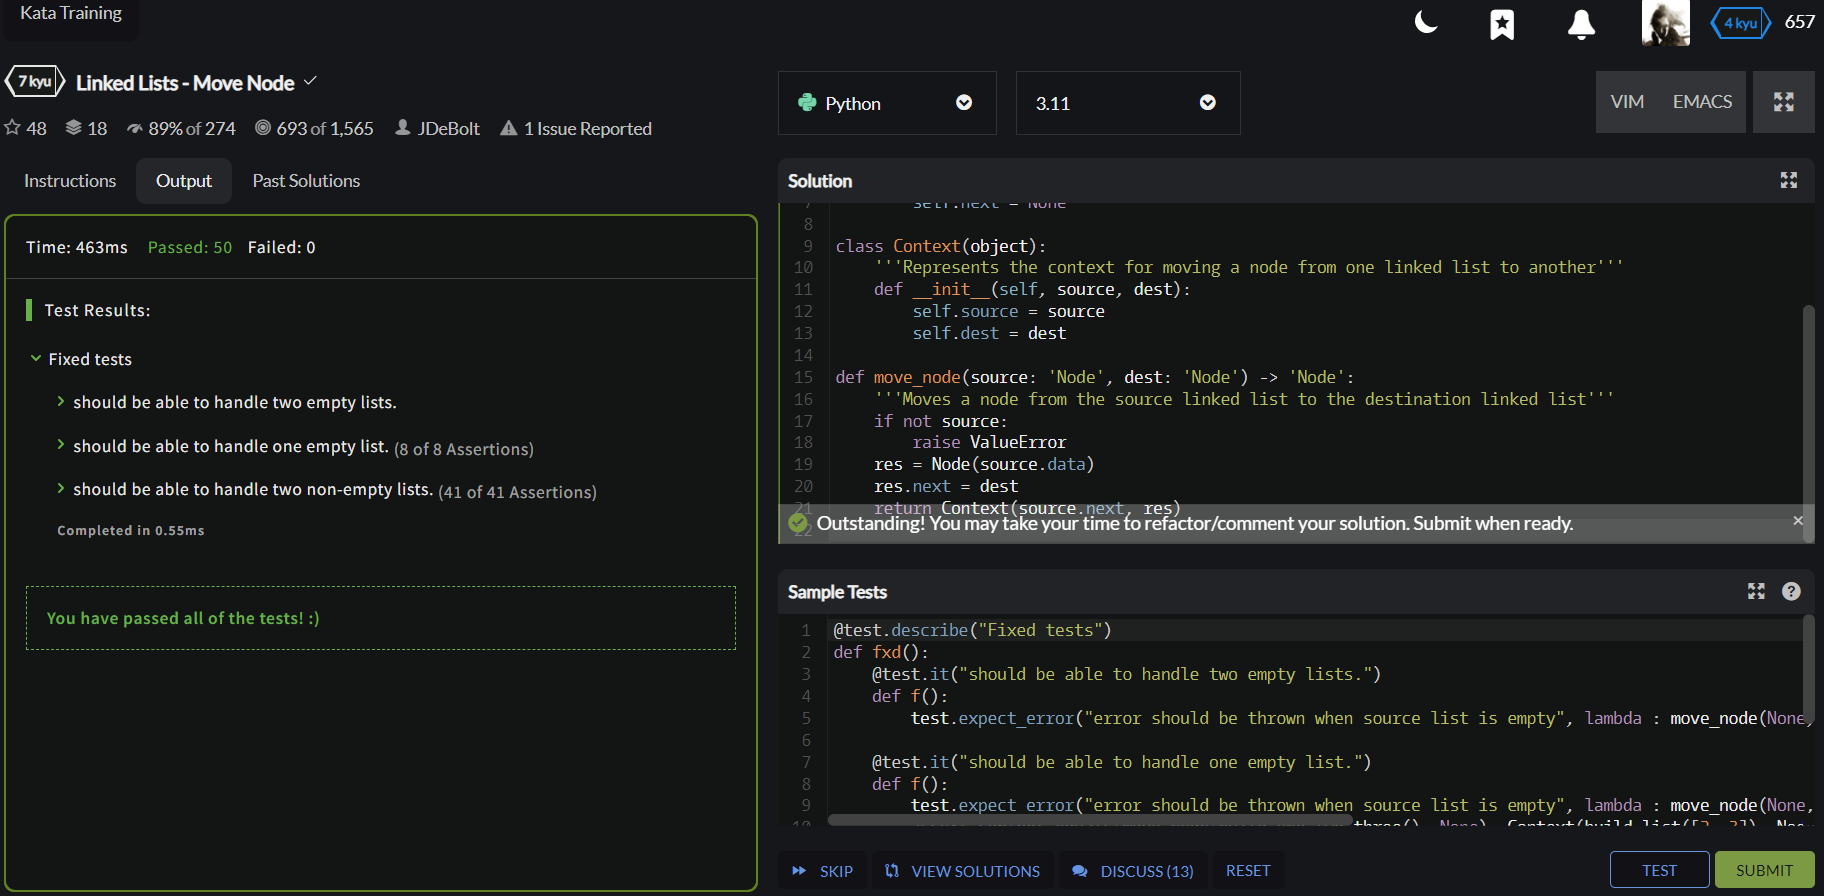 Kata Training
4 kyu 657
7 kyu Linked Lists - Move Node
48 18 89% of 274 693 of 1,565 JDeBolt 1 Issue Reported
Instructions Output Past Solutions
Time: 463ms Passed: 50 Failed: 0
Test Results:
Fixed tests
should be able to handle two empty lists.
should be able to handle one empty list. (8 of 8 Assertions)
should be able to handle two non-empty lists. (41 of 41 Assertions)
Completed in 0.55ms
You have passed all of the tests! :)
Python 3.11 VIM EMACS
Solution
7 self.next = None
8
9 class Context(object):
10 '''Represents the context for moving a node from one linked list to another'''
11 def __init__(self, source, dest):
12 self.source = source
13 self.dest = dest
14
15 def move_node(source: 'Node', dest: 'Node') -> 'Node':
16 '''Moves a node from the source linked list to the destination linked list'''
17 if not source:
18 raise ValueError
19 res = Node(source.data)
20 res.next = dest
21 return Context(source.next, res)
22
Outstanding! You may take your time to refactor/comment your solution. Submit when ready.
Sample Tests
1 @test.describe("Fixed tests")
2 def fxd():
3 @test.it("should be able to handle two empty lists.")
4 def f():
5 test.expect_error("error should be thrown when source list is empty", lambda : move_node(None,
6
7 @test.it("should be able to handle one empty list.")
8 def f():
9 test.expect_error("error should be thrown when source list is empty", lambda : move_node(None,
10
SKIP VIEW SOLUTIONS DISCUSS (13) RESET TEST SUBMIT